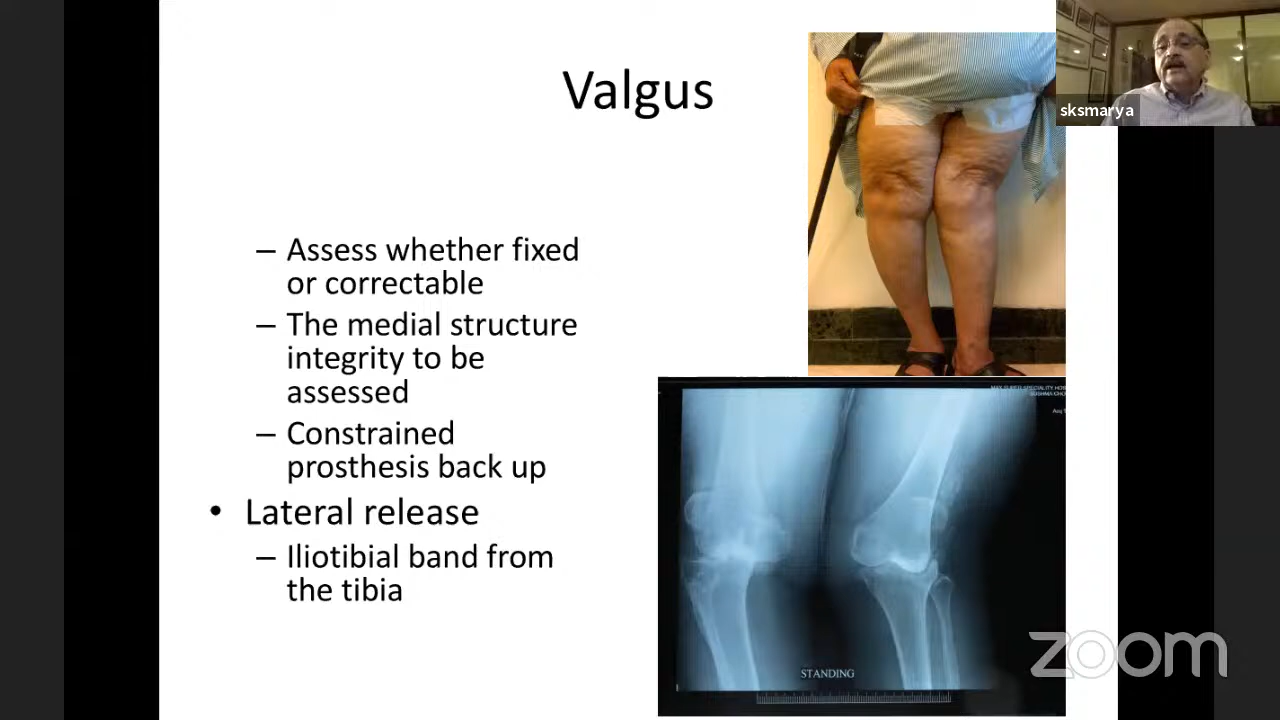 Valgus
sksmarya
– Assess whether fixed
or correctable
– The medial structure
integrity to be
assessed
– Constrained
prosthesis back up
• Lateral release
– Iliotibial band from
the tibia
STANDING
zoom